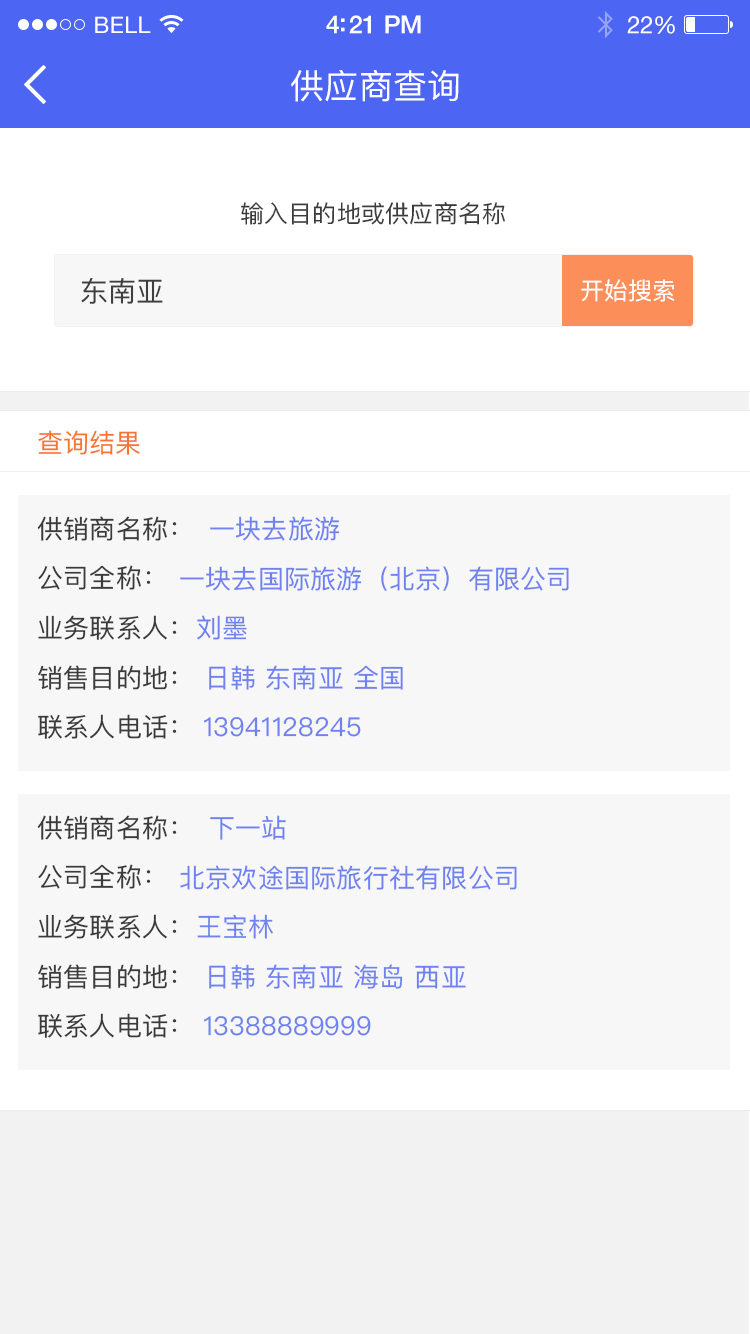 BELL 4:21 PM 22%
供应商查询
输入目的地或供应商名称
东南亚 开始搜索
查询结果
供销商名称： 一块去旅游
公司全称： 一块去国际旅游（北京）有限公司
业务联系人： 刘墨
销售目的地： 日韩 东南亚 全国
联系人电话： 13941128245
供销商名称： 下一站
公司全称： 北京欢途国际旅行社有限公司
业务联系人： 王宝林
销售目的地： 日韩 东南亚 海岛 西亚
联系人电话： 13388889999